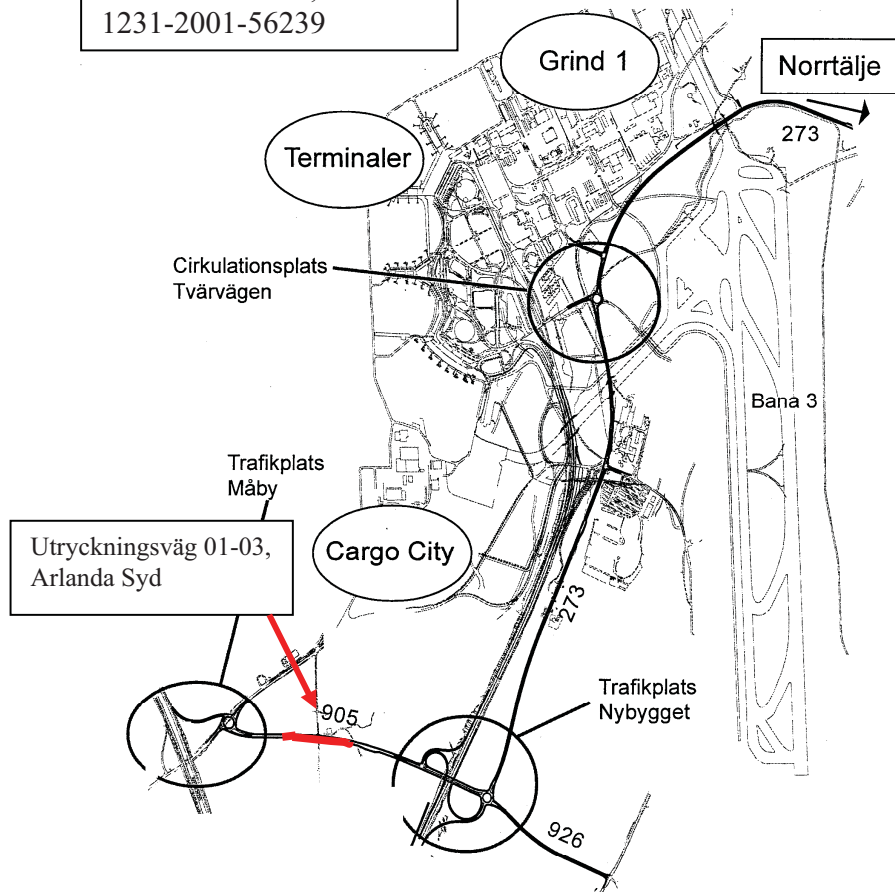 1231-2001-56239
Grind 1
Norrtälje
273
Terminaler
Cirkulationsplats
Tvärvägen
Bana 3
Trafikplats
Måby
Utryckningsväg 01-03,
Arlanda Syd
Cargo City
273
Trafikplats
Nybygget
905
926